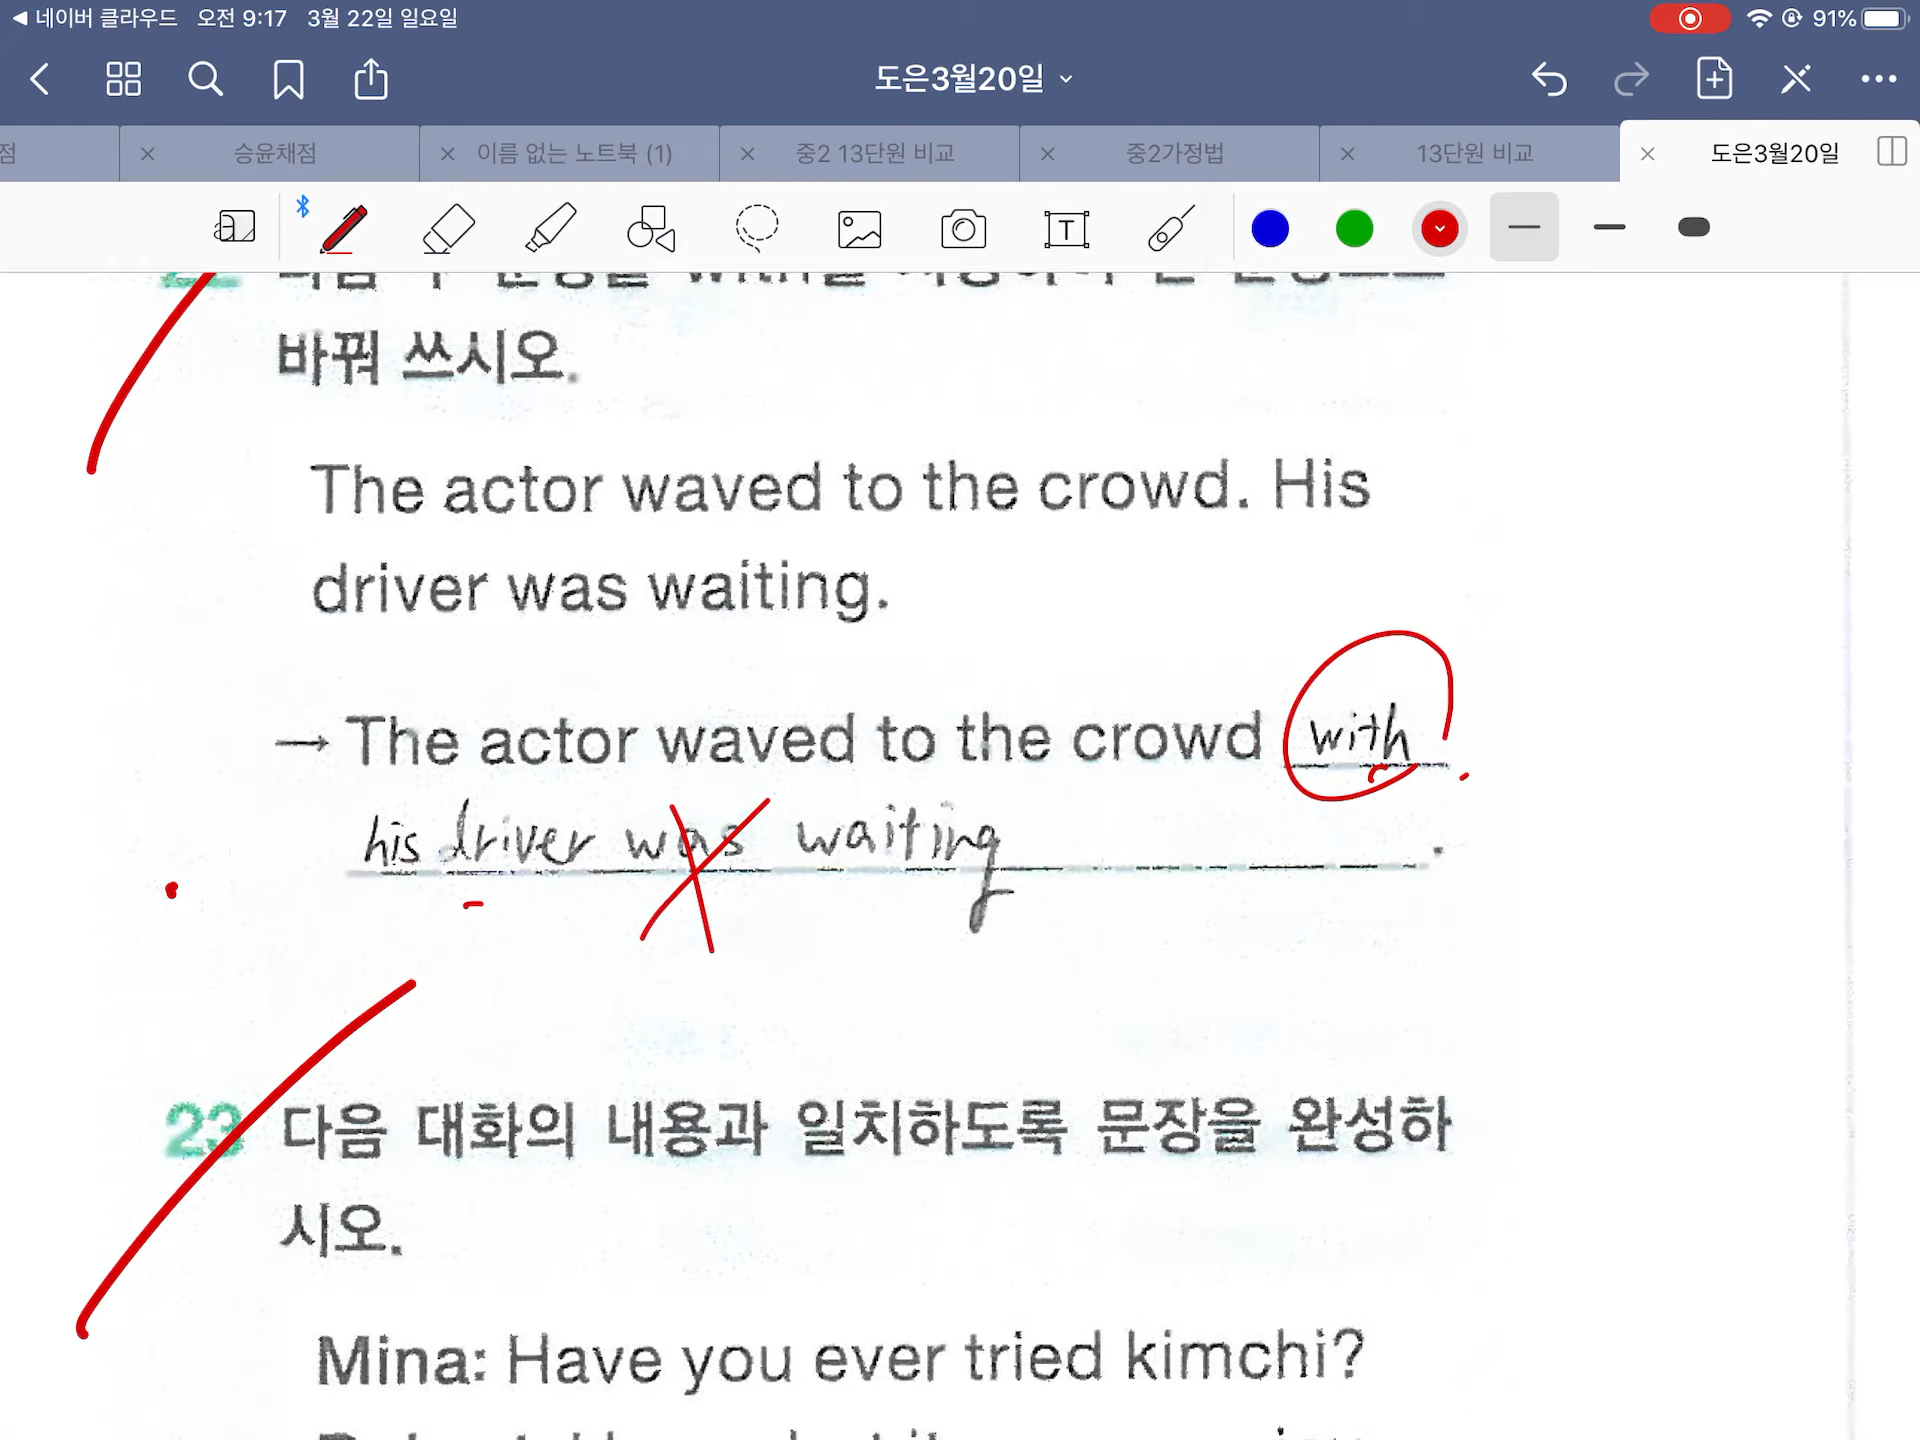 네이버 클라우드 오전 9:17 3월 22일 일요일 91%
도은3월20일
점 승윤채점 이름 없는 노트북 (1) 중2 13단원 비교 중2가정법 13단원 비교 도은3월20일
바꿔 쓰시오.
The actor waved to the crowd. His
driver was waiting.
→ The actor waved to the crowd with
his driver was waiting.
23 다음 대화의 내용과 일치하도록 문장을 완성하
시오.
Mina: Have you ever tried kimchi?